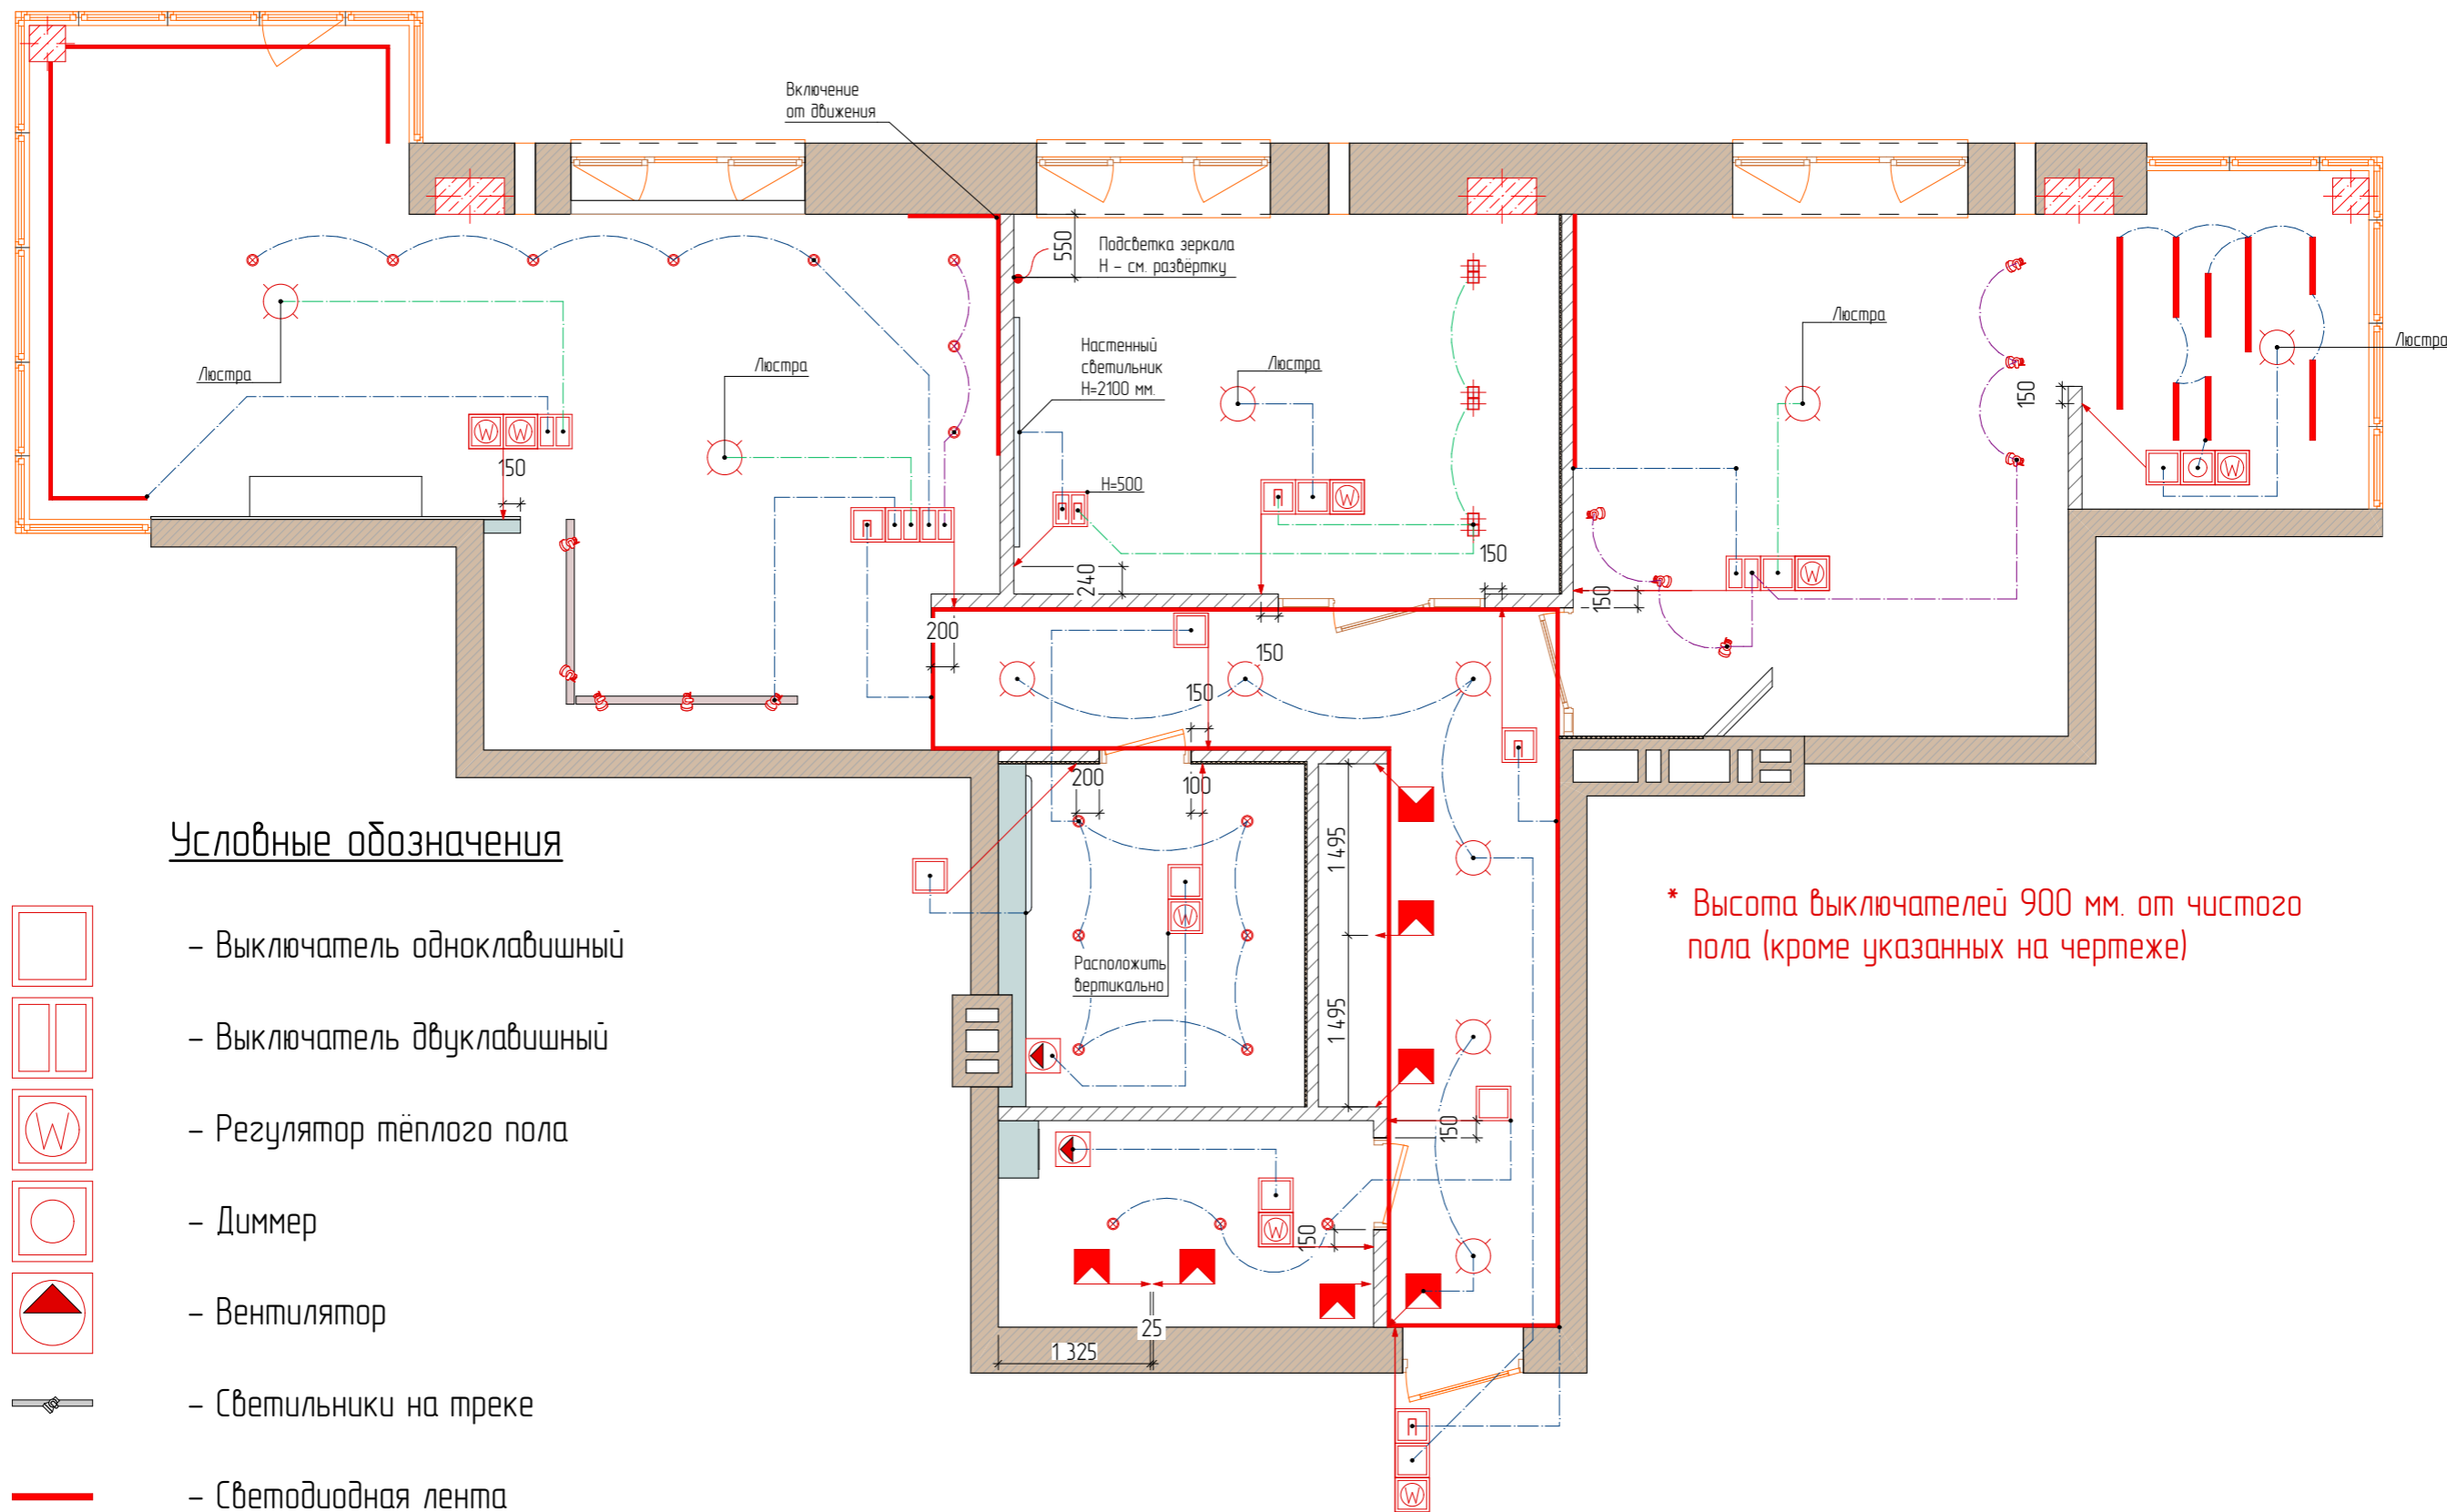 Включение
от движения
550
Подсветка зеркала
Н - см. развёртку
Люстра
Люстра
Настенный
светильник
Н=2100 мм.
Люстра
Люстра
Люстра
150
W
W
150
Н=500
W
W
W
240
150
150
200
150
150
200
100
1 495
W
Расположить
вертикально
1 495
150
W
150
25
1 325
W
Условные обозначения
- Выключатель одноклавишный
- Выключатель двуклавишный
W
- Регулятор тёплого пола
- Диммер
- Вентилятор
- Светильники на треке
- Светодиодная лента
* Высота выключателей 900 мм. от чистого
пола (кроме указанных на чертеже)